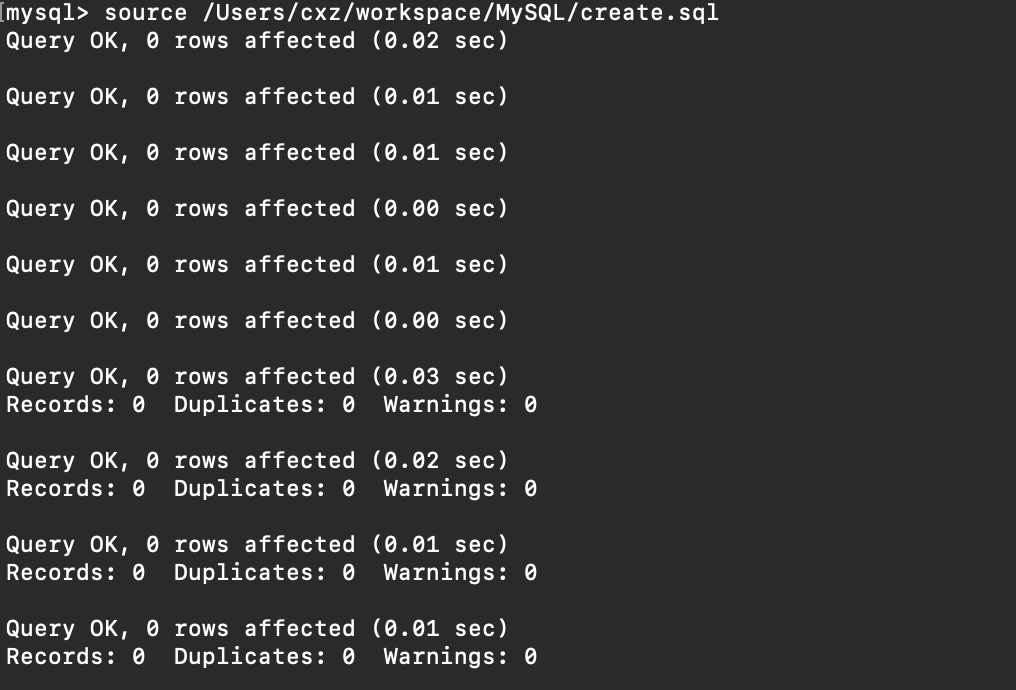 [mysql> source /Users/cxz/workspace/MySQL/create.sql
Query OK, 0 rows affected (0.02 sec)
Query OK, 0 rows affected (0.01 sec)
Query OK, 0 rows affected (0.01 sec)
Query OK, 0 rows affected (0.00 sec)
Query OK, 0 rows affected (0.01 sec)
Query OK, 0 rows affected (0.00 sec)
Query OK, 0 rows affected (0.03 sec)
Records: 0  Duplicates: 0  Warnings: 0
Query OK, 0 rows affected (0.02 sec)
Records: 0  Duplicates: 0  Warnings: 0
Query OK, 0 rows affected (0.01 sec)
Records: 0  Duplicates: 0  Warnings: 0
Query OK, 0 rows affected (0.01 sec)
Records: 0  Duplicates: 0  Warnings: 0